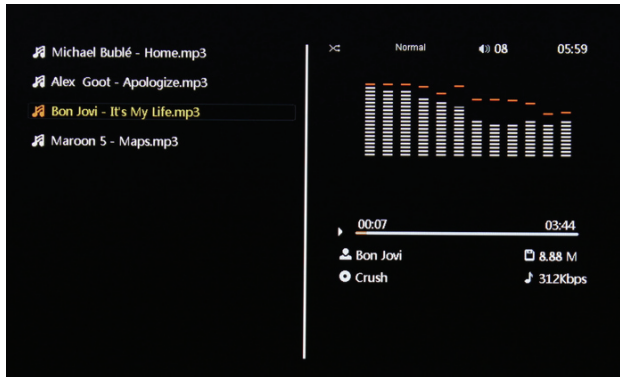 Michael Bublé - Home.mp3
Alex Goot - Apologize.mp3
Bon Jovi - It's My Life.mp3
Maroon 5 - Maps.mp3
Normal
08
05:59
00:07
03:44
Bon Jovi
8.88 M
Crush
312Kbps